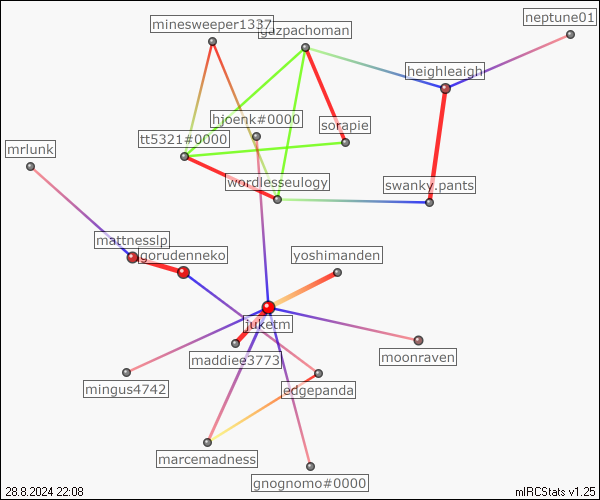 neptune01
minesweeper1337
gazpachoman
heighleaigh
hjoenk#0000
sorapie
tt5321#0000
mrlunk
wordlesseulogy
swanky.pants
mattnesslp
gorudenneko
yoshimanden
juketm
maddiee3773
moonraven
mingus4742
edgepanda
marcemadness
gnognomo#0000
28.8.2024 22:08
mIRCStats v1.25